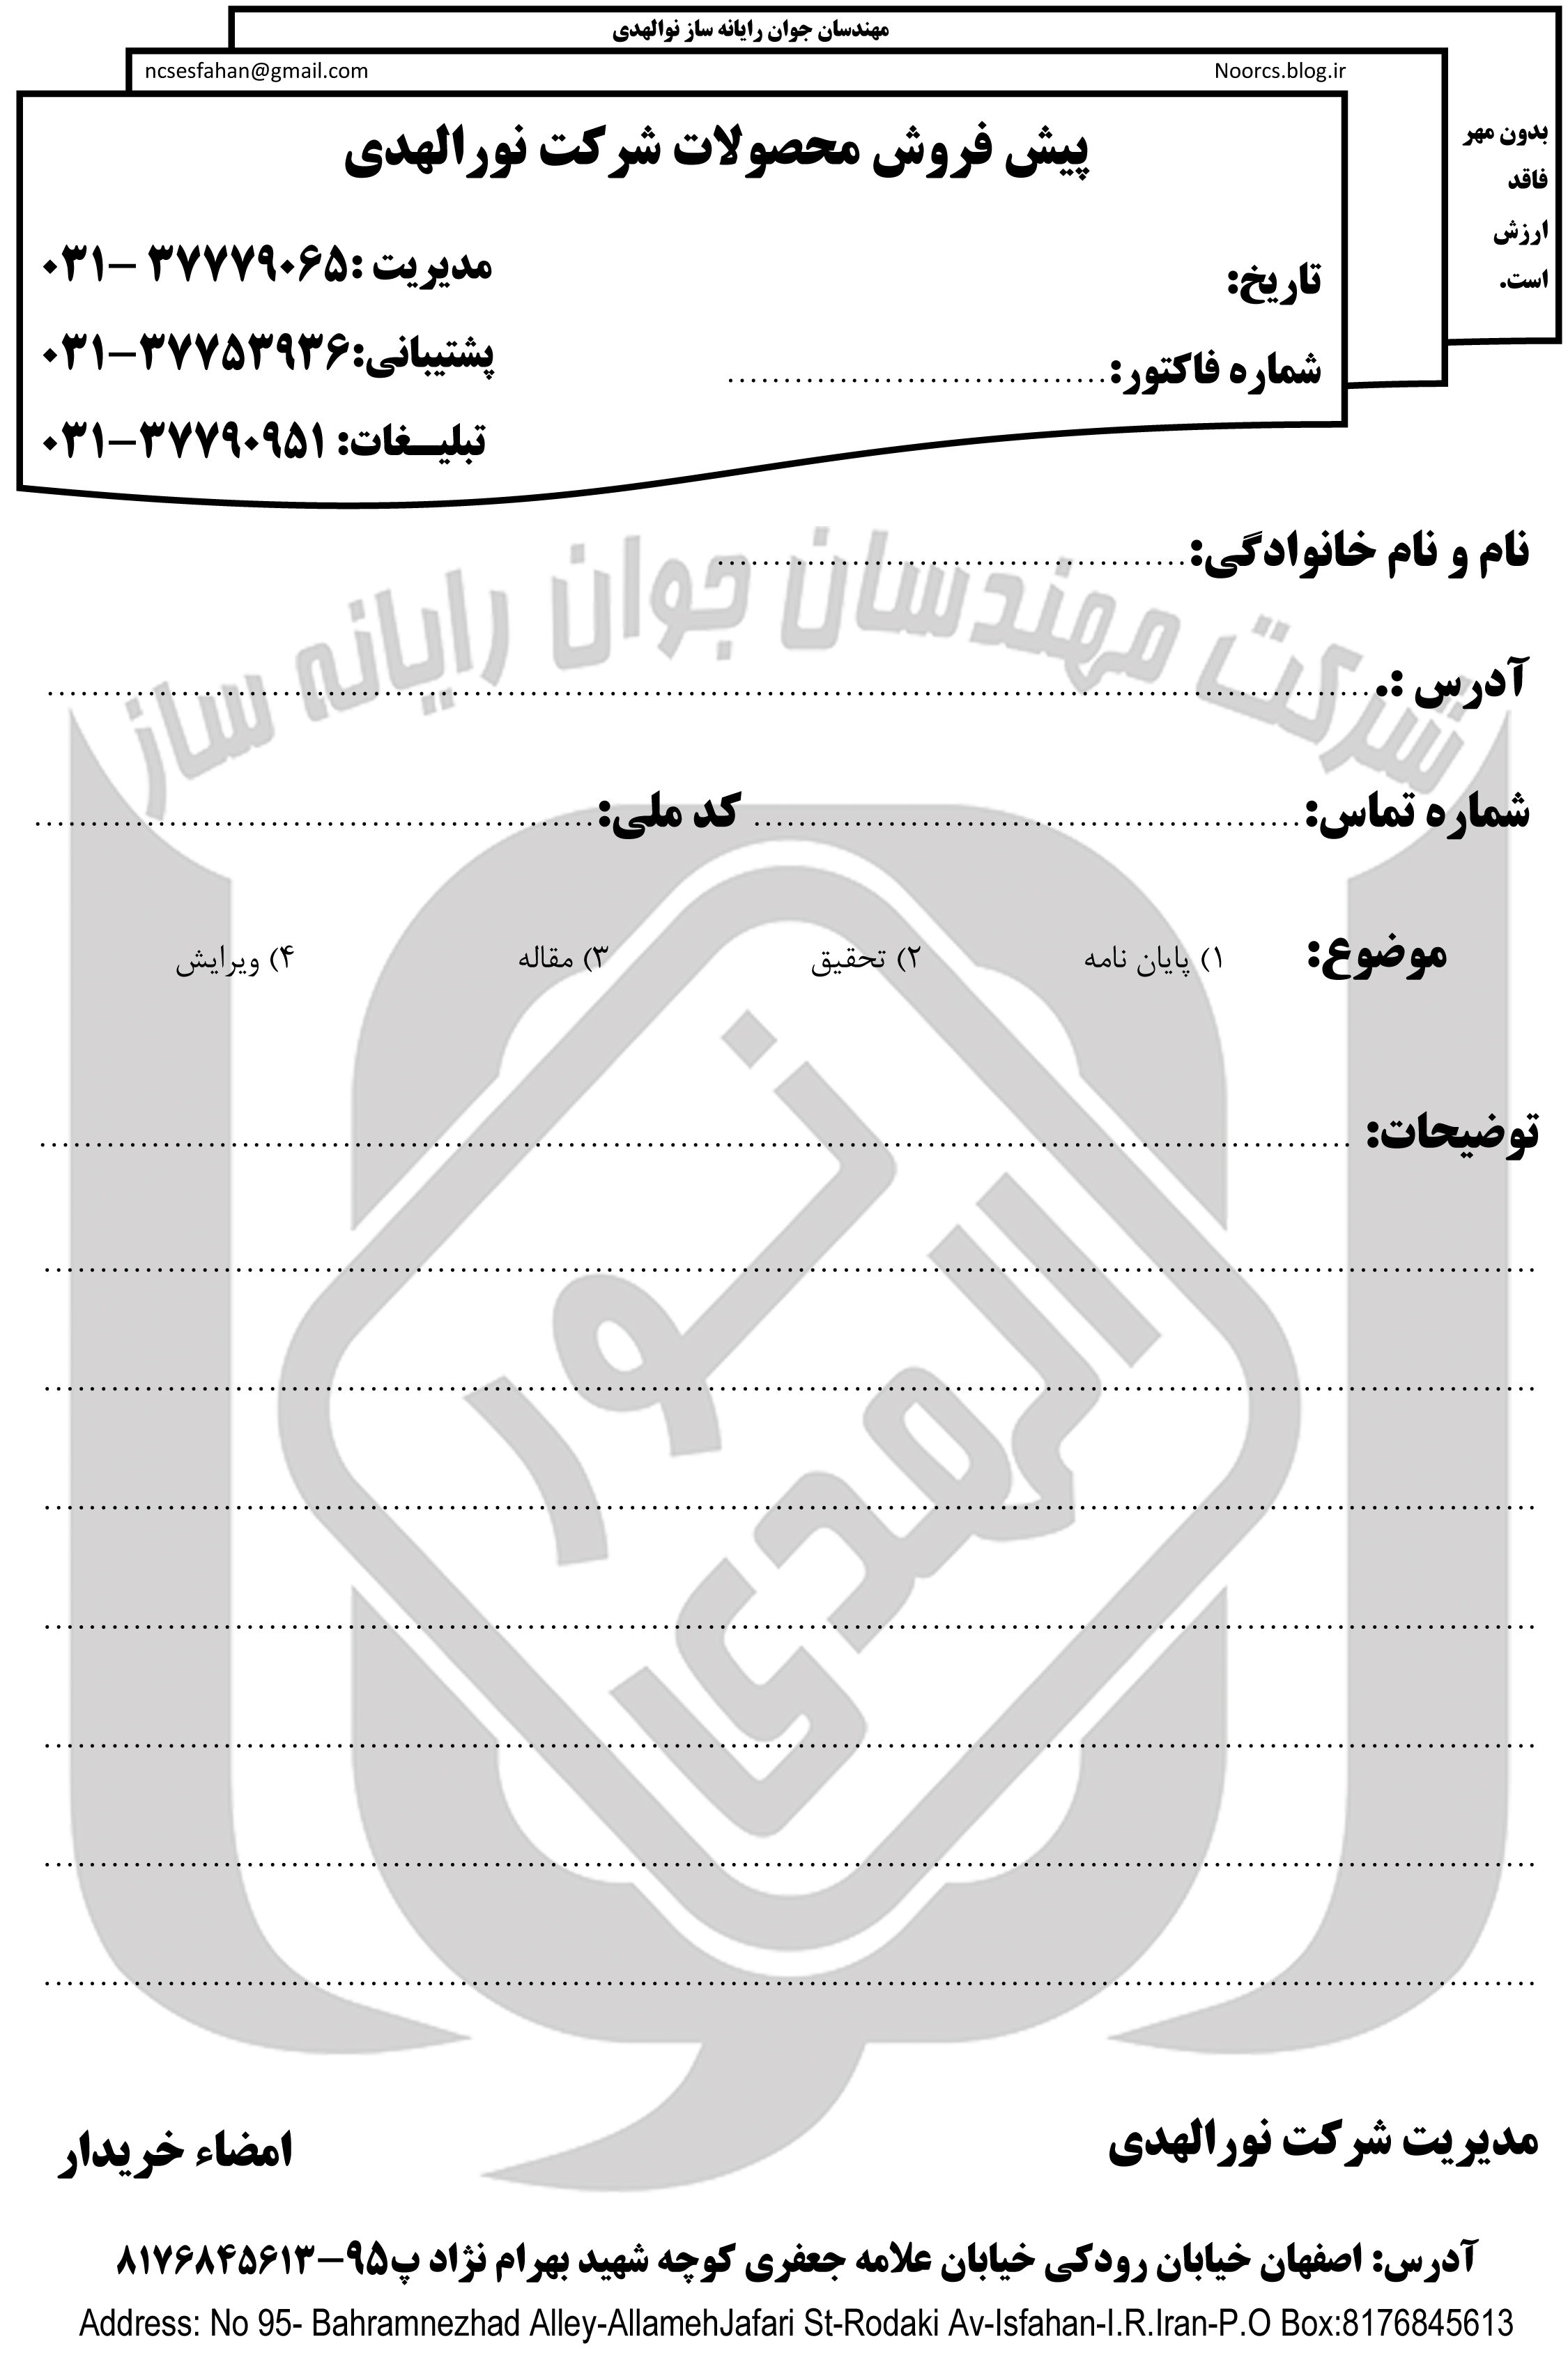 مهندسان جوان رایانه ساز نوالهدی
Noorcs.blog.ir
ncsesfahan@gmail.com
بدون مهر
فاقد
ارزش
است.
پیش فروش محصولات شرکت نورالهدی
تاریخ:
شماره فاکتور:..................................
مدیریت :۳۷۷۷۹۰۶۵ –۰۳۱
پشتیبانی:۳۷۷۵۳۹۳۶–۰۳۱
تبلیــغات: ۳۷۷۹۰۹۵۱–۰۳۱
نام و نام خانوادگی:..........................................
شرکت مهندسان جوان رایانه ساز
آدرس :.........................................................................................................................
شماره تماس:.................................................. کد ملی:..................................................
موضوع: ۱) پایان نامه ۲) تحقیق ۳) مقاله ۴) ویرایش
توضیحات: .......................................................................................................................
نور
الهدی
مدیریت شرکت نورالهدی
امضاء خریدار
آدرس: اصفهان خیابان رودکی خیابان علامه جعفری کوچه شهید بهرام نژاد پ۹۵–۸۱۷۶۸۴۵۶۱۳
Address: No 95- Bahramnezhad Alley-AllamehJafari St-Rodaki Av-Isfahan-I.R.Iran-P.O Box:8176845613